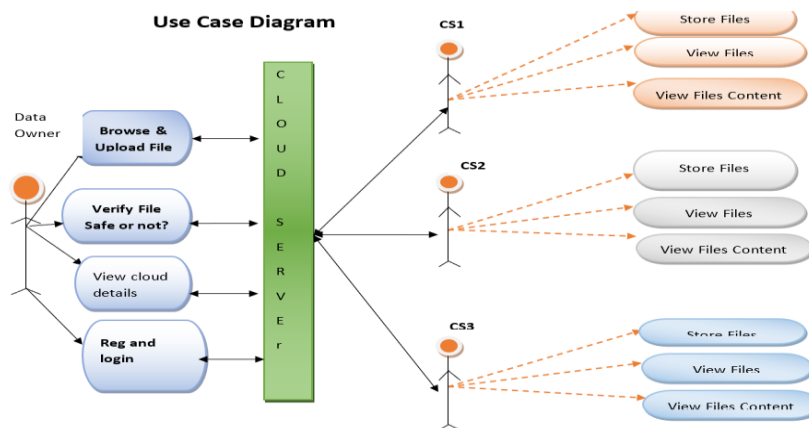 Use Case Diagram
Data
Owner
Browse &
Upload File
Verify File
Safe or not?
View cloud
details
Reg and
login
C
L
O
U
D
S
E
R
V
E
r
CS1
Store Files
View Files
View Files Content
CS2
Store Files
View Files
View Files Content
CS3
Store Files
View Files
View Files Content